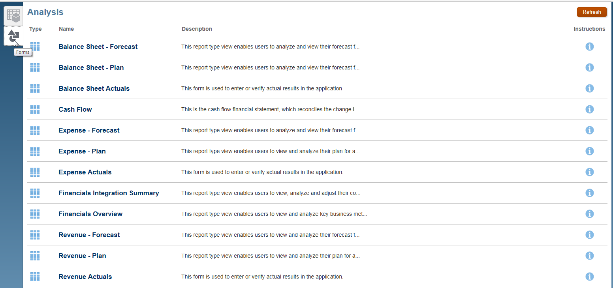 Analysis
Refresh
Type Name Description Instructions
Balance Sheet - Forecast This report type view enables users to analyze and view their forecast f...
Forms
Balance Sheet - Plan This report type view enables users to analyze and view their forecast f...
Balance Sheet Actuals This form is used to enter or verify actual results in the application.
Cash Flow This is the cash flow financial statement, which reconciles the change i
Expense - Forecast This report type view enables users to analyze and view their forecast f
Expense - Plan This report type view enables users to view and analyze their plan for a
Expense Actuals This form is used to enter or verify actual results in the application
Financials Integration Summary This report type view enables users to view, analyze and adjust their co...
Financials Overview This report type view enables users to view and analyze key business met...
Revenue - Forecast This report type view enables users to analyze and view their forecast f...
Revenue - Plan This report type view enables users to view and analyze their plan for a...
Revenue Actuals This form is used to enter or verify actual results in the application.